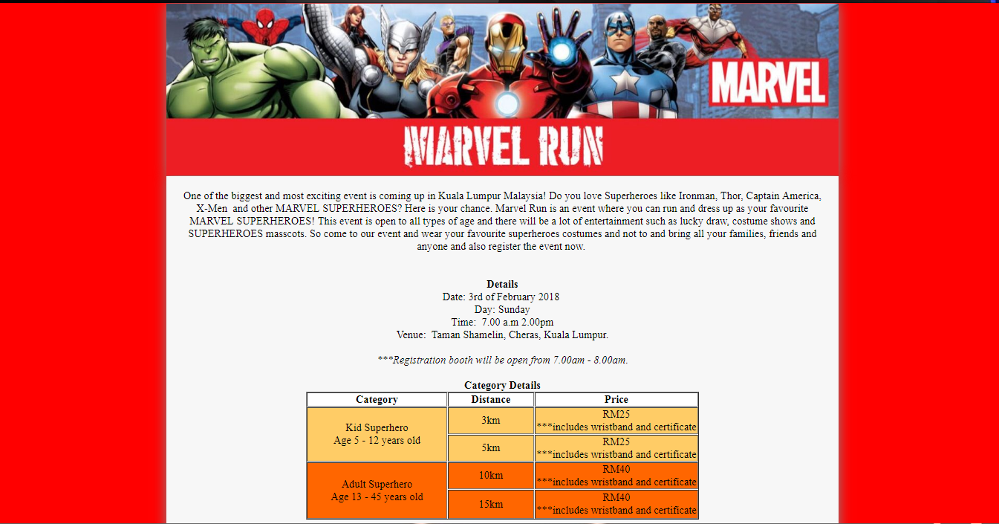 MARVEL
MARVEL RUN
One of the biggest and most exciting event is coming up in Kuala Lumpur Malaysia! Do you love Superheroes like Ironman, Thor, Captain America,
X-Men  and other MARVEL SUPERHEROES? Here is your chance. Marvel Run is an event where you can run and dress up as your favourite
MARVEL SUPERHEROES! This event is open to all types of age and there will be a lot of entertainment such as lucky draw, costume shows and
SUPERHEROES masscots. So come to our event and wear your favourite superheroes costumes and not to and bring all your families, friends and
anyone and also register the event now.
Details
Date: 3rd of February 2018
Day: Sunday
Time:  7.00 a.m 2.00pm
Venue:  Taman Shamelin, Cheras, Kuala Lumpur.
***Registration booth will be open from 7.00am - 8.00am.
Category Details
Category Distance Price
Kid Superhero
Age 5 - 12 years old
3km
RM25
***includes wristband and certificate
5km
RM25
***includes wristband and certificate
Adult Superhero
Age 13 - 45 years old
10km
RM40
***includes wristband and certificate
15km
RM40
***includes wristband and certificate